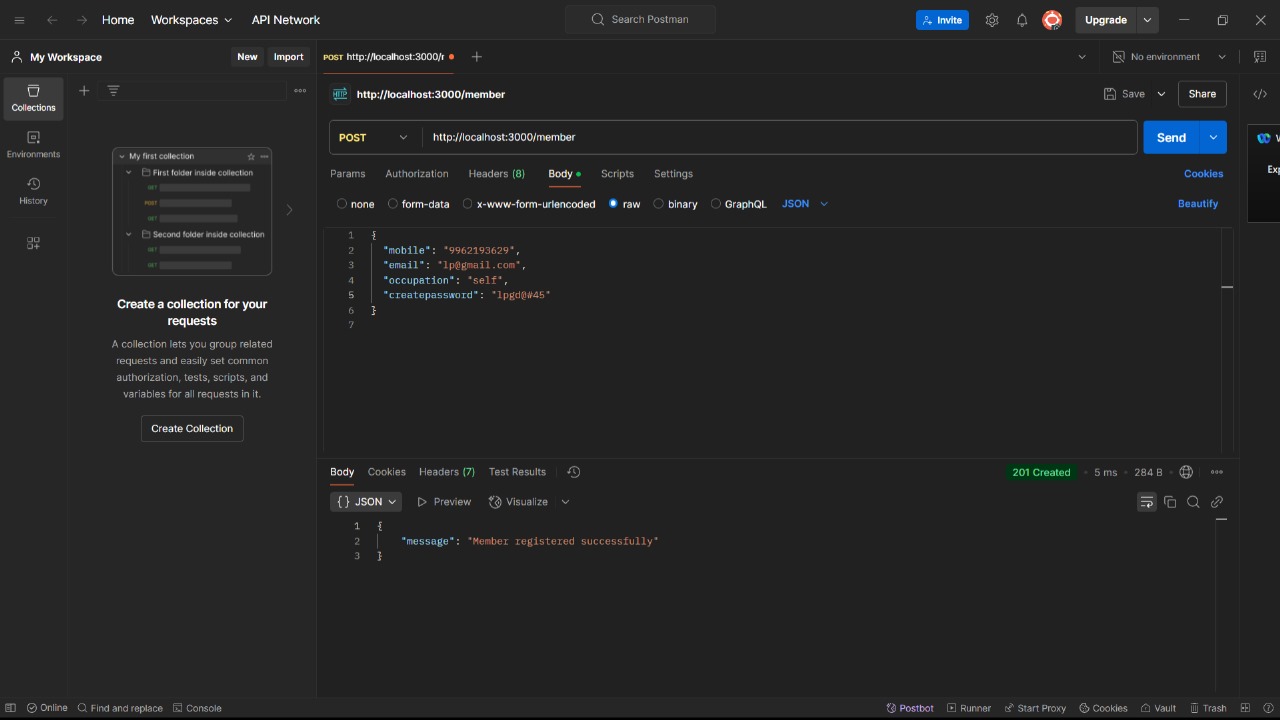 Home Workspaces API Network Search Postman Invite Upgrade
My Workspace New Import POST http://localhost:3000/r No environment
Collections
Environments
History
My first collection
First folder inside collection
GET
POST
GET
Second folder inside collection
GET
GET
Create a collection for your
requests
A collection lets you group related
requests and easily set common
authorization, tests, scripts, and
variables for all requests in it.
Create Collection
HTTP http://localhost:3000/member Save Share
POST http://localhost:3000/member Send
Params Authorization Headers (8) Body Scripts Settings Cookies
none form-data x-www-form-urlencoded raw binary GraphQL JSON Beautify
1 {
2 "mobile": "9962193629",
3 "email": "lp@gmail.com",
4 "occupation": "self",
5 "createpassword": "lpgd@#45"
6 }
7
Body Cookies Headers (7) Test Results 201 Created 5 ms 284 B
{} JSON Preview Visualize
1 {
2 "message": "Member registered successfully"
3 }
Online Find and replace Console Postbot Runner Start Proxy Cookies Vault Trash